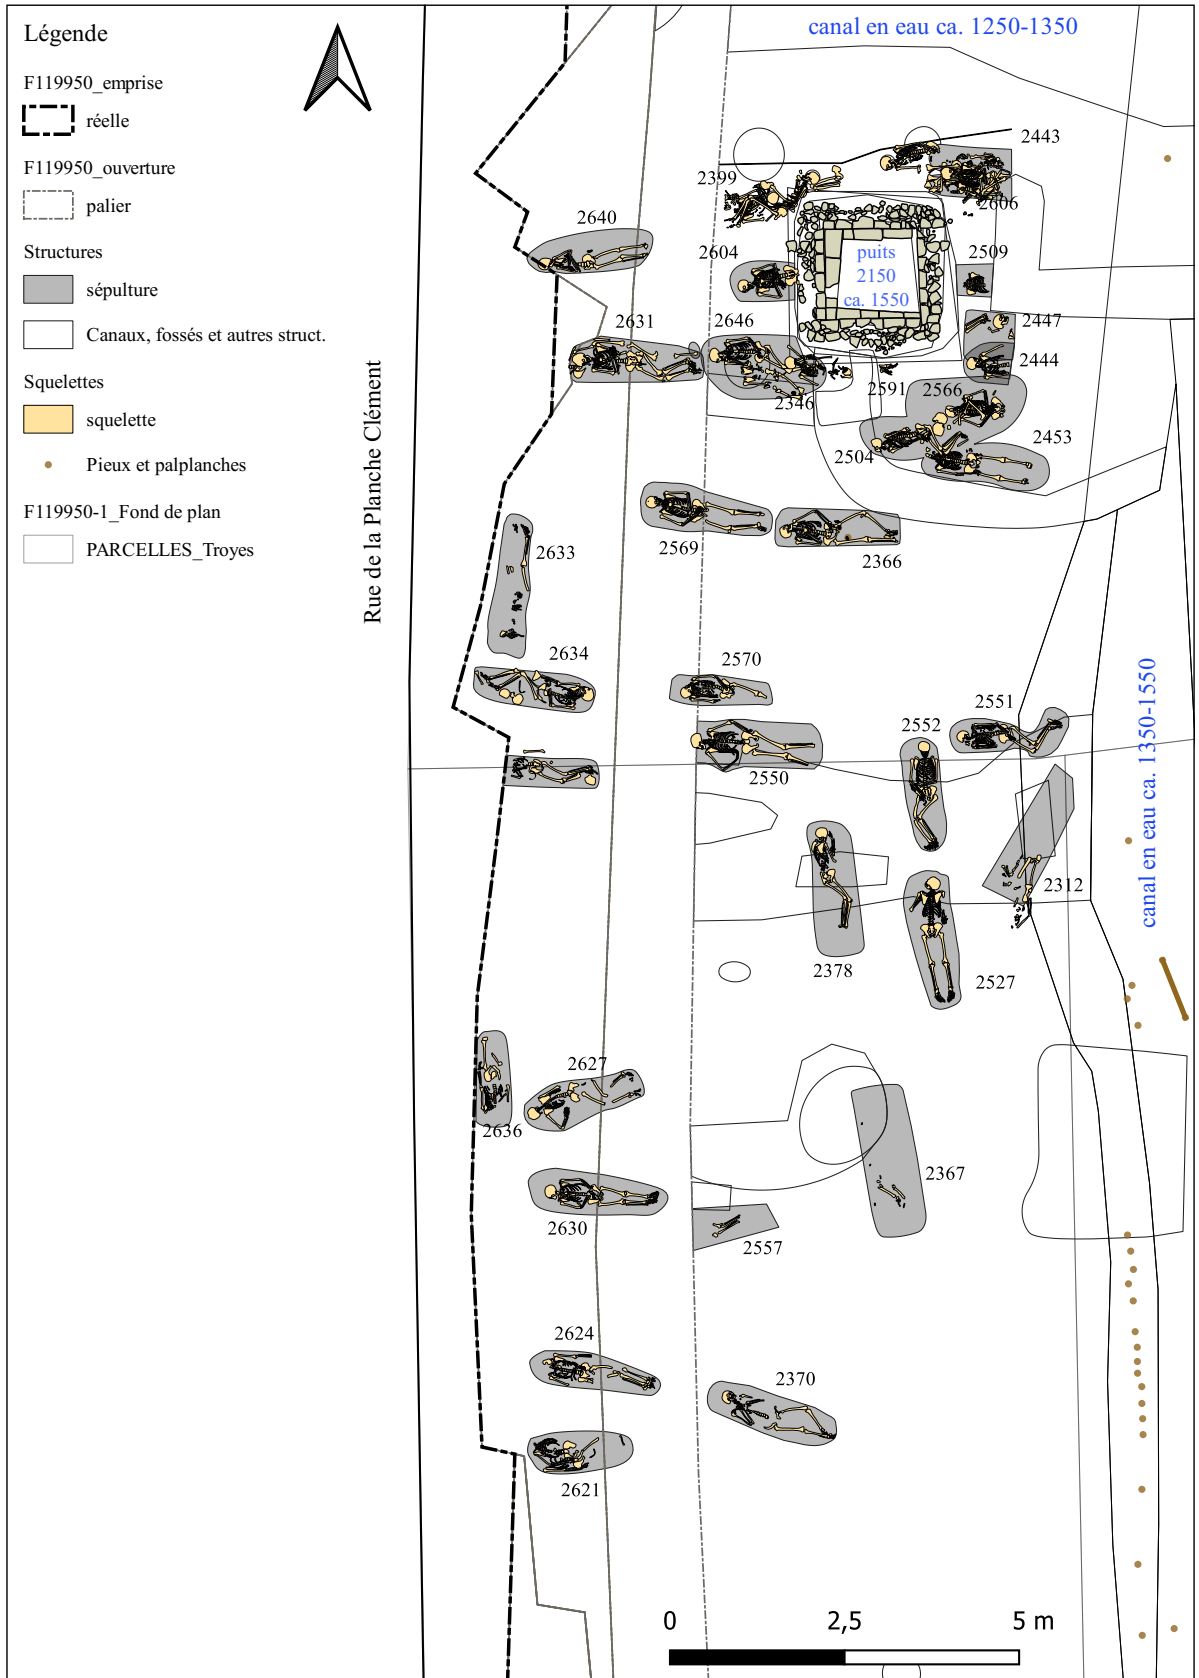 Légende
F119950_emprise
réelle
F119950_ouverture
palier
Structures
sépulture
Canaux, fossés et autres struct.
Squelettes
squelette
Pieux et palplanches
F119950-1_Fond de plan
PARCELLES_Troyes
Rue de la Planche Clément
canal en eau ca. 1250-1350
2443
2399
2606
2640
2604
2509
puits
2150
ca. 1550
2631
2646
2447
2444
2346
2591
2566
2504
2453
2569
2366
2633
2634
2570
2551
2552
2550
canal en eau ca. 1350-1550
2312
2378
2527
2627
2636
2367
2630
2557
2624
2370
2621
0
2,5
5 m